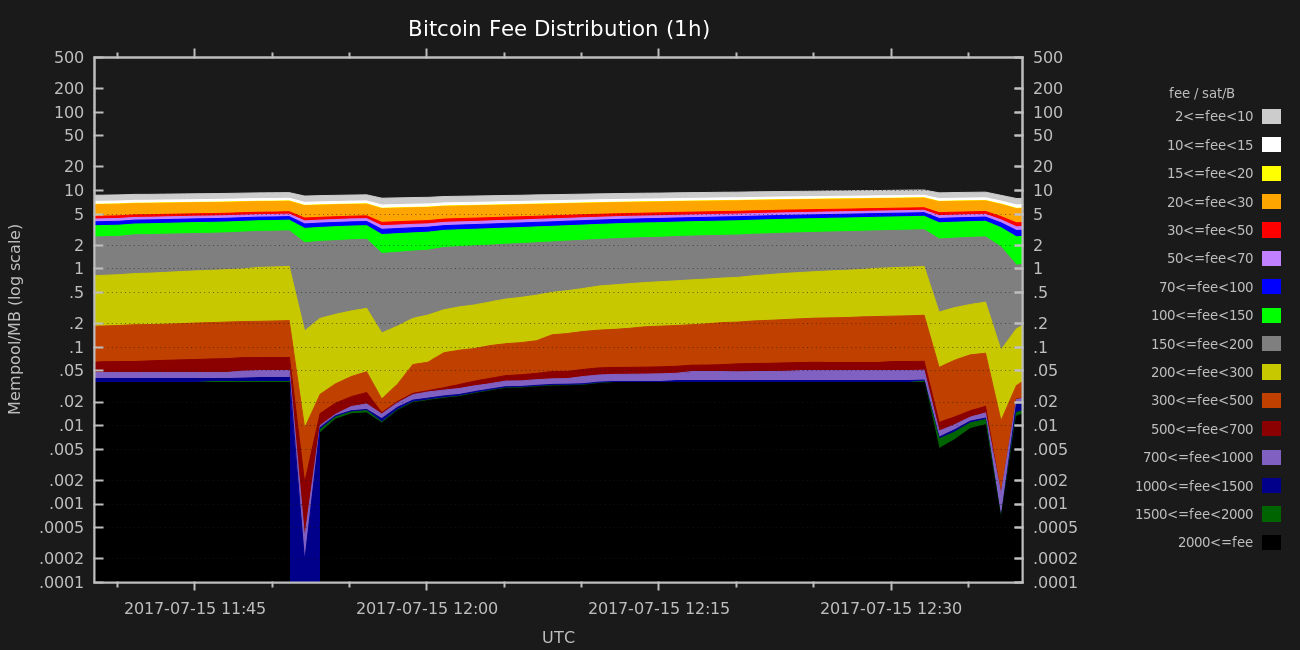 Bitcoin Fee Distribution (1h)
Mempool/MB (log scale)
500
200
100
50
20
10
5
2
1
.5
.2
.1
.05
.02
.01
.005
.002
.001
.0005
.0002
.0001
500
200
100
50
20
10
5
2
1
.5
.2
.1
.05
.02
.01
.005
.002
.001
.0005
.0002
.0001
2017-07-15 11:45
2017-07-15 12:00
2017-07-15 12:15
2017-07-15 12:30
UTC
fee / sat/B
2<=fee<10
10<=fee<15
15<=fee<20
20<=fee<30
30<=fee<50
50<=fee<70
70<=fee<100
100<=fee<150
150<=fee<200
200<=fee<300
300<=fee<500
500<=fee<700
700<=fee<1000
1000<=fee<1500
1500<=fee<2000
2000<=fee